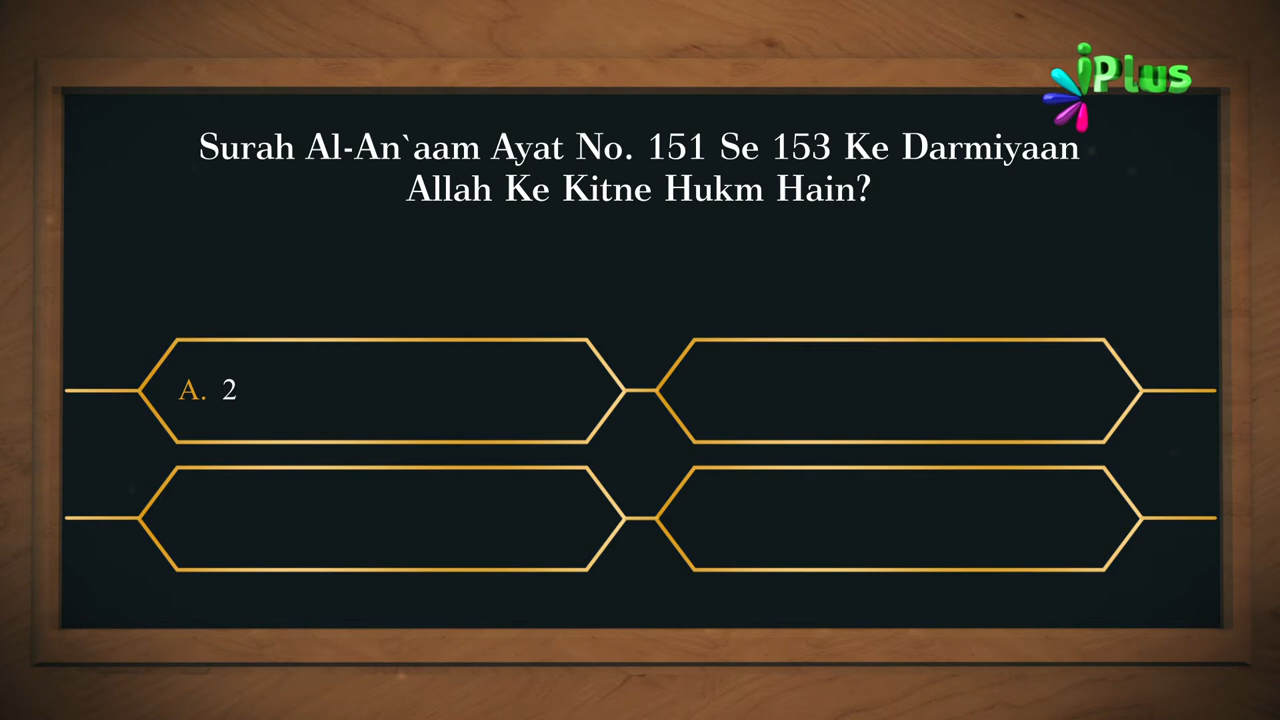 iPlus
Surah Al-An`aam Ayat No. 151 Se 153 Ke Darmiyaan
Allah Ke Kitne Hukm Hain?
A. 2